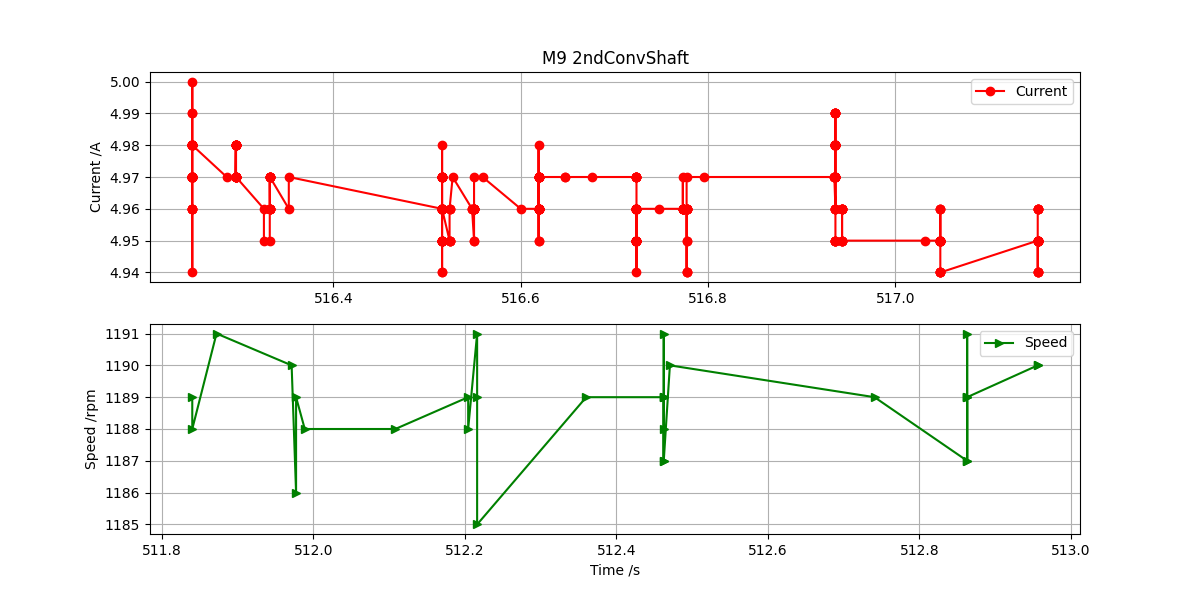 M9 2ndConvShaft
5.00
4.99
4.98
4.97
4.96
4.95
4.94
Current /A
Current
516.4 516.6 516.8 517.0
1191
1190
1189
1188
1187
1186
1185
Speed /rpm
Speed
511.8 512.0 512.2 512.4 512.6 512.8 513.0
Time /s